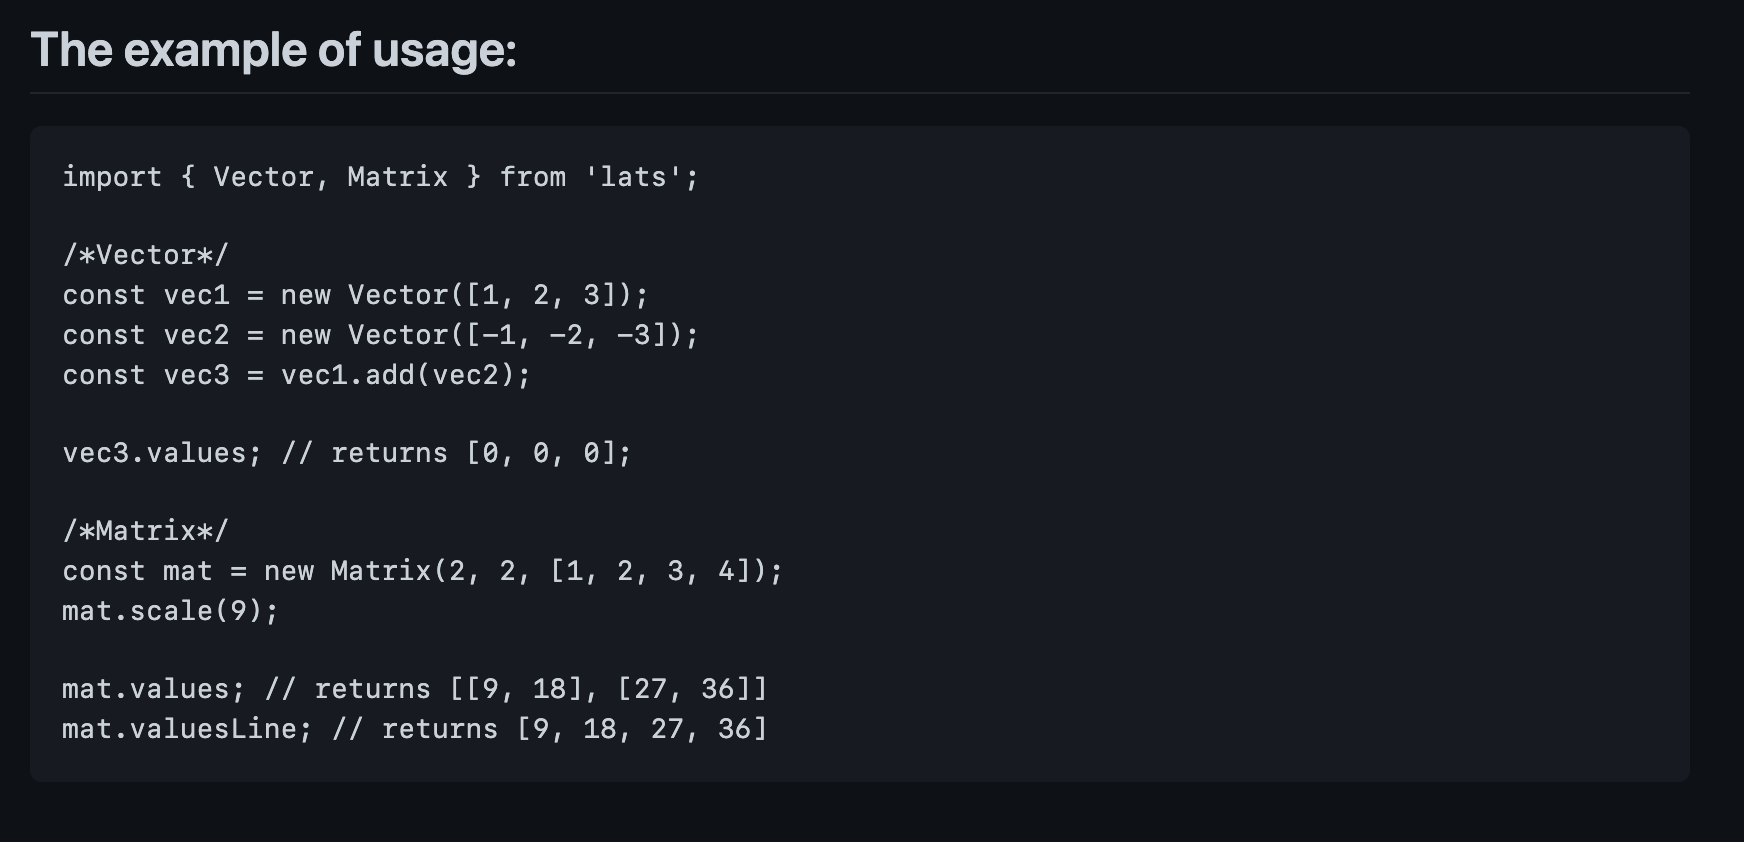 The example of usage:
import { Vector, Matrix } from 'lats';
/*Vector*/
const vec1 = new Vector([1, 2, 3]);
const vec2 = new Vector([-1, -2, -3]);
const vec3 = vec1.add(vec2);
vec3.values; // returns [0, 0, 0];
/*Matrix*/
const mat = new Matrix(2, 2, [1, 2, 3, 4]);
mat.scale(9);
mat.values; // returns [[9, 18], [27, 36]]
mat.valuesLine; // returns [9, 18, 27, 36]